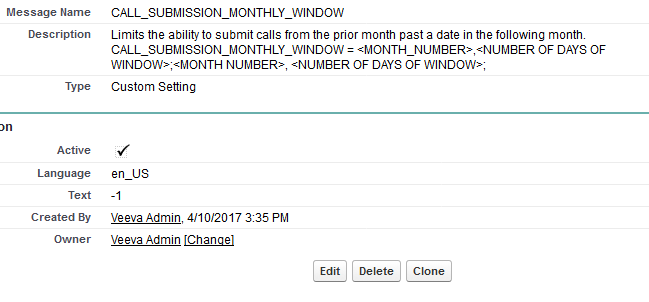 Message Name CALL_SUBMISSION_MONTHLY_WINDOW
Description Limits the ability to submit calls from the prior month past a date in the following month.
CALL_SUBMISSION_MONTHLY_WINDOW = <MONTH_NUMBER>,<NUMBER OF DAYS OF
WINDOW>;<MONTH NUMBER>, <NUMBER OF DAYS OF WINDOW>;
Type Custom Setting
on
Active
Language en_US
Text -1
Created By Veeva Admin, 4/10/2017 3:35 PM
Owner Veeva Admin [Change]
Edit Delete Clone